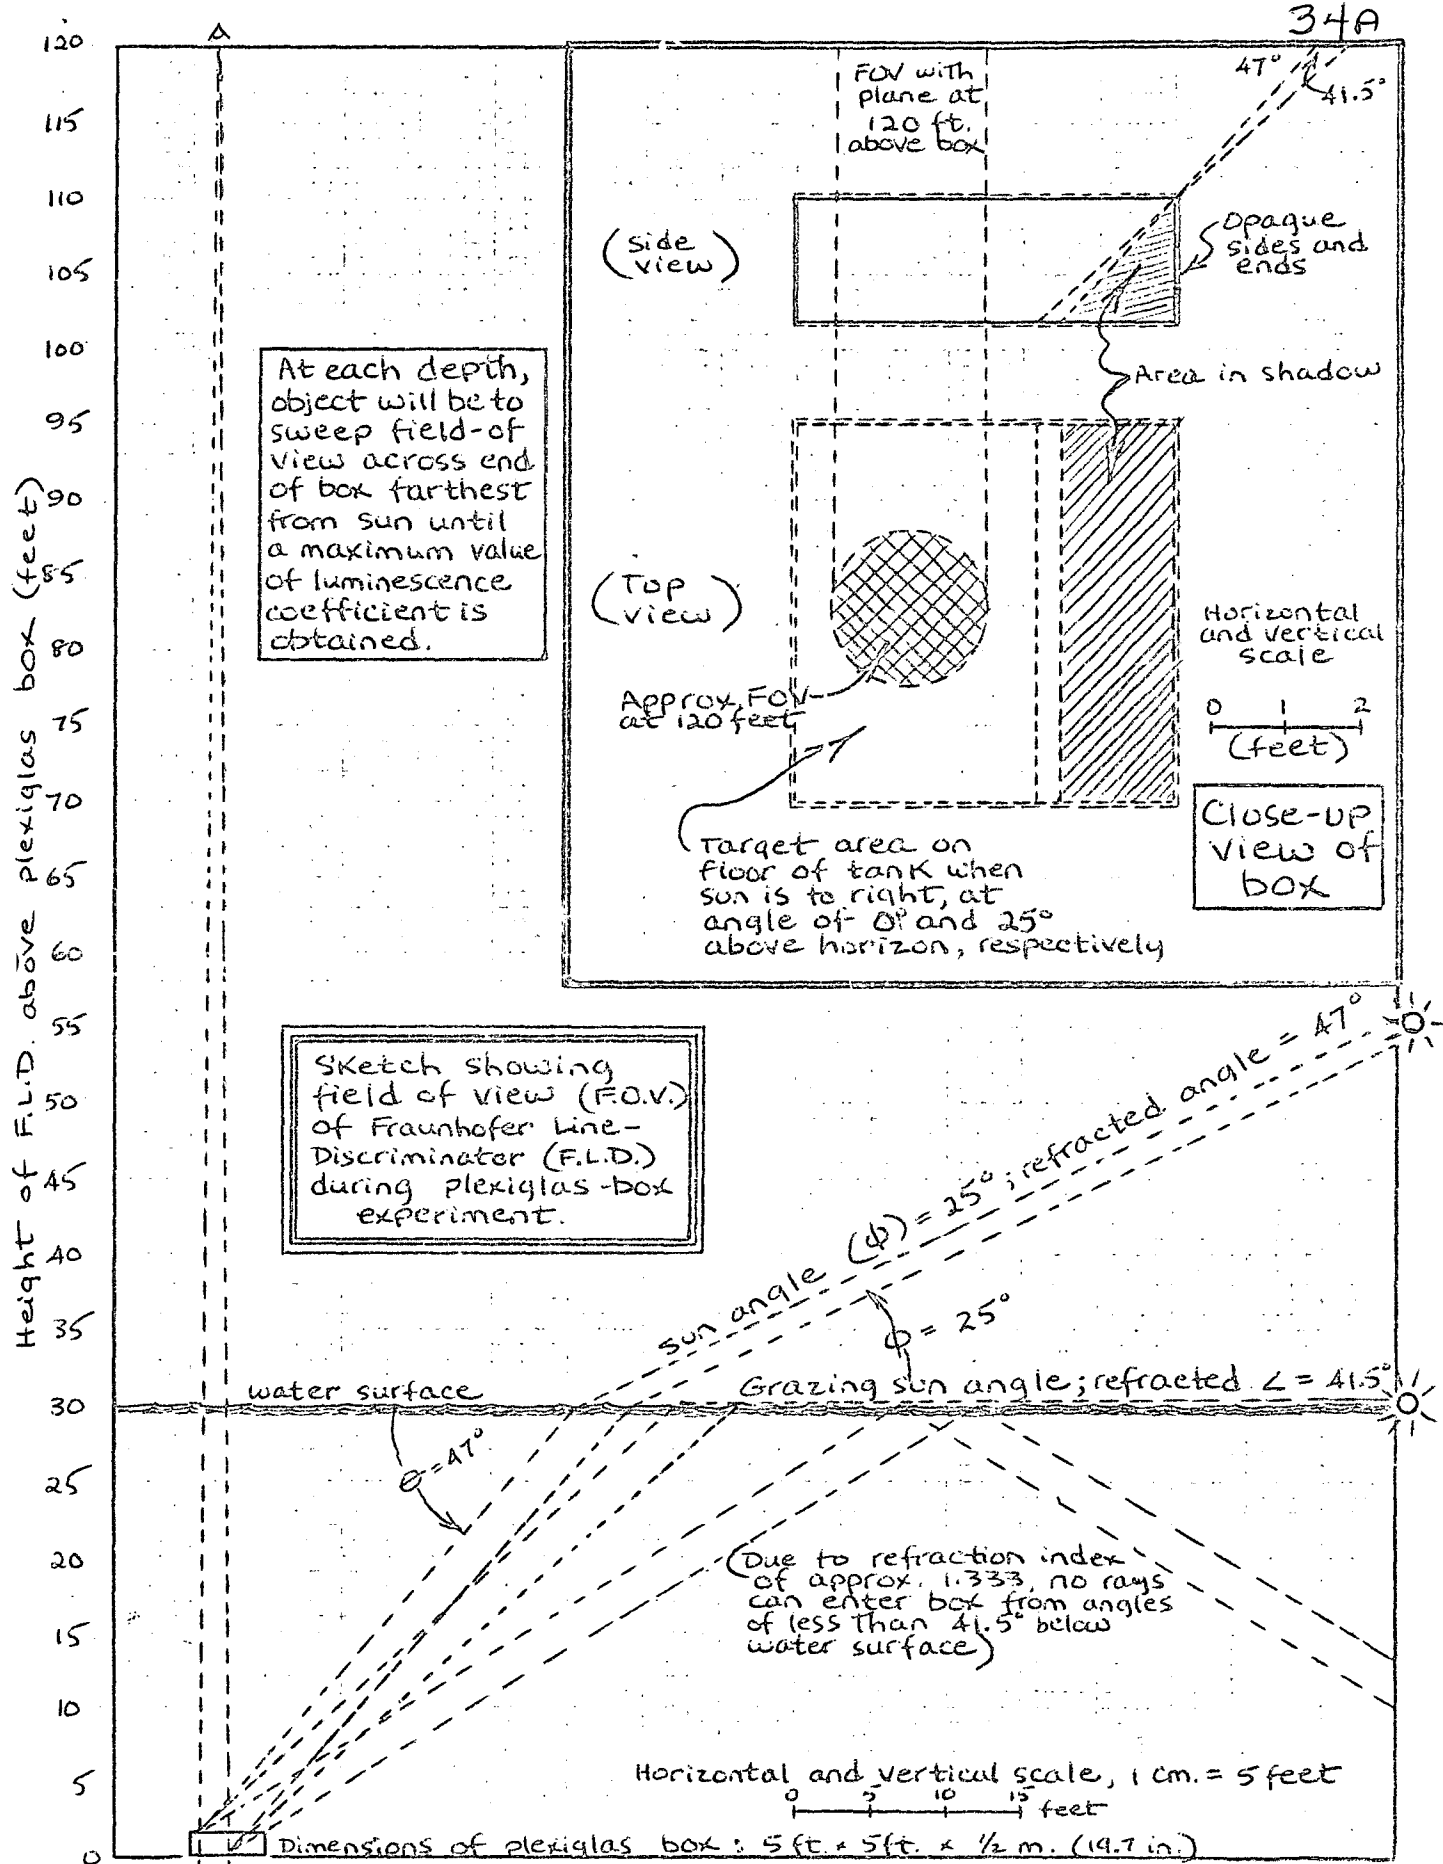 34A
A
Height of F.L.D. above plexiglas box (feet)
120
115
110
105
100
95
90
85
80
75
70
65
60
55
50
45
40
35
30
25
20
15
10
5
0
At each depth,
object will be to
sweep field-of
view across end
of box farthest
from sun until
a maximum value
of luminescence
coefficient is
obtained.
FOV with
plane at
120 ft.
above box
47°
41.5°
(side
view)
Opaque
sides and
ends
Area in shadow
(Top
view)
Approx. FOV
at 120 feet
Horizontal
and vertical
scale
0 1 2
(feet)
Target area on
floor of tank when
sun is to right, at
angle of 0° and 25°
above horizon, respectively
Close-up
view of
box
Sketch showing
field of view (F.O.V.)
of Fraunhofer Line-
Discriminator (F.L.D.)
during plexiglas-box
experiment.
sun angle (ϕ) = 25°; refracted angle = 47°
ϕ = 25°
water surface
Grazing sun angle; refracted ∠ = 41.5°
θ = 47°
(Due to refraction index
of approx. 1.333, no rays
can enter box from angles
of less than 41.5° below
water surface)
Horizontal and vertical scale, 1 cm. = 5 feet
0 5 10 15 feet
Dimensions of plexiglas box: 5 ft. x 5 ft. x 1/2 m. (19.7 in.)